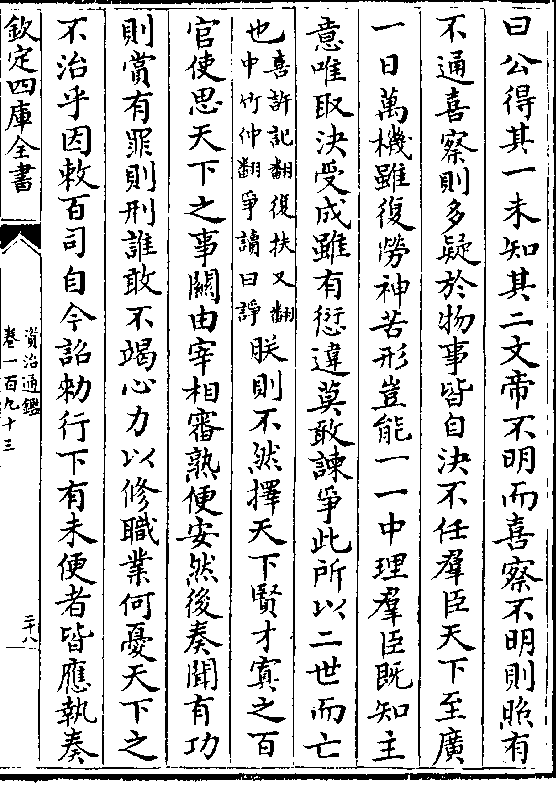 曰公得其一未知其二文帝不明而喜察不明則照有
不通喜察則多疑於物事皆自決不任羣臣天下至廣
一日萬機雖復勞神苦形豈能一一中理羣臣既知主
意唯取決受成雖有愆違莫敢諫爭此所以二世而亡
也喜許記翻復扶又翻中竹仲翻爭讀曰諍朕則不然擇天下賢才寘之百
官使思天下之事關由宰相審熟便安然後奏聞有功
則賞有罪則刑誰敢不竭心力以修職業何憂天下之
不治乎因敕百司自今詔勑行下有未便者皆應執奏
欽定四庫全書
資治通鑑
卷一百九十三
二十八